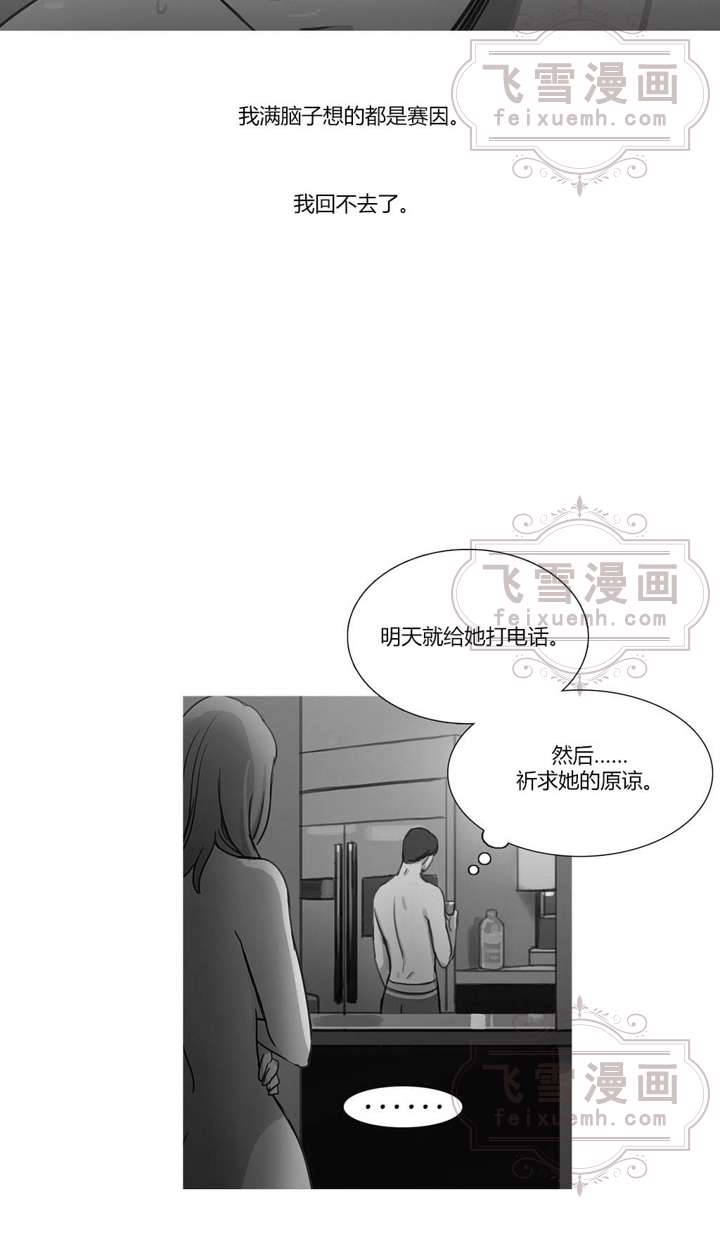 飞雪漫画
feixuemh.com
我满脑子想的都是赛因。
我回不去了。
飞雪漫画
feixuemh.com
明天就给她打电话。
然后……
祈求她的原谅。
飞雪漫画
feixuemh.com
······